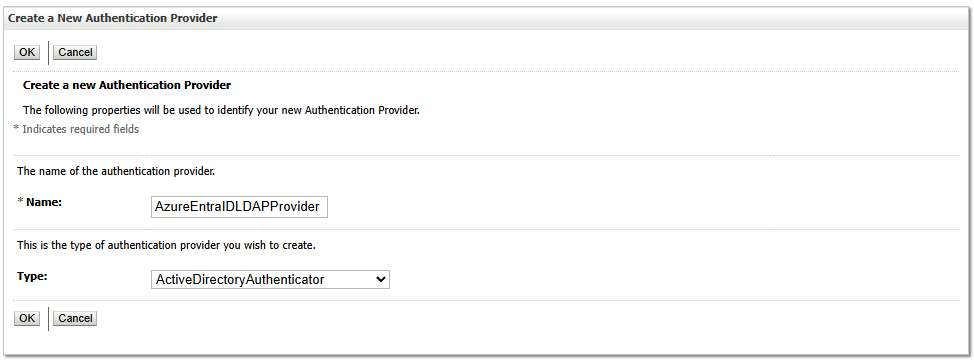 Create a New Authentication Provider
OK Cancel
Create a new Authentication Provider
The following properties will be used to identify your new Authentication Provider.
* Indicates required fields
The name of the authentication provider.
* Name: AzureEntraIDLDAPProvider
This is the type of authentication provider you wish to create.
Type: ActiveDirectoryAuthenticator
OK Cancel